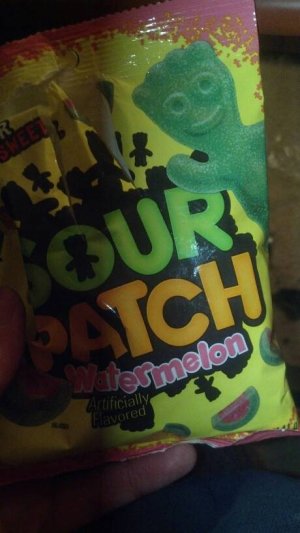 SWEET
SOUR
PATCH
Watermelon
Artificially
Flavored